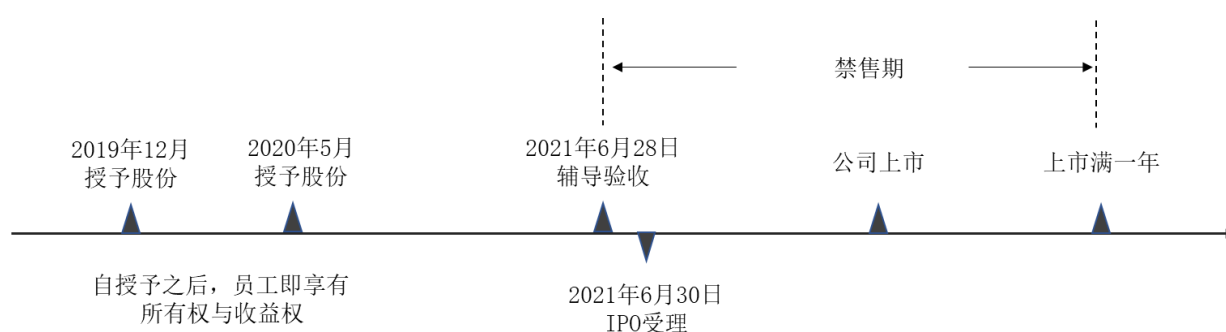 禁售期
2019年12月
授予股份
2020年5月
授予股份
2021年6月28日
辅导验收
公司上市
上市满一年
自授予之后，员工即享有
所有权与收益权
2021年6月30日
IPO受理